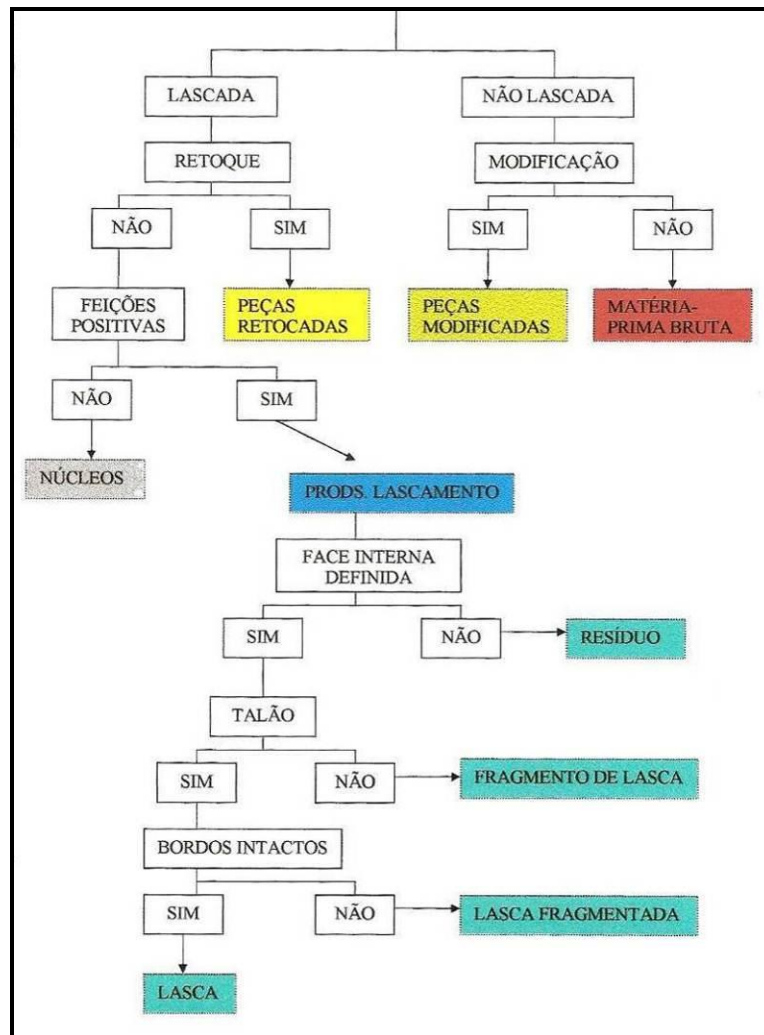 LASCADA
NÃO LASCADA
RETOQUE
MODIFICAÇÃO
NÃO
SIM
SIM
NÃO
FEIÇÕES
POSITIVAS
PEÇAS
RETOCADAS
PEÇAS
MODIFICADAS
MATÉRIA-
PRIMA BRUTA
NÃO
SIM
NÚCLEOS
PRODS. LASCAMENTO
FACE INTERNA
DEFINIDA
SIM
NÃO
RESÍDUO
TALÃO
SIM
NÃO
FRAGMENTO DE LASCA
BORDOS INTACTOS
SIM
NÃO
LASCA FRAGMENTADA
LASCA